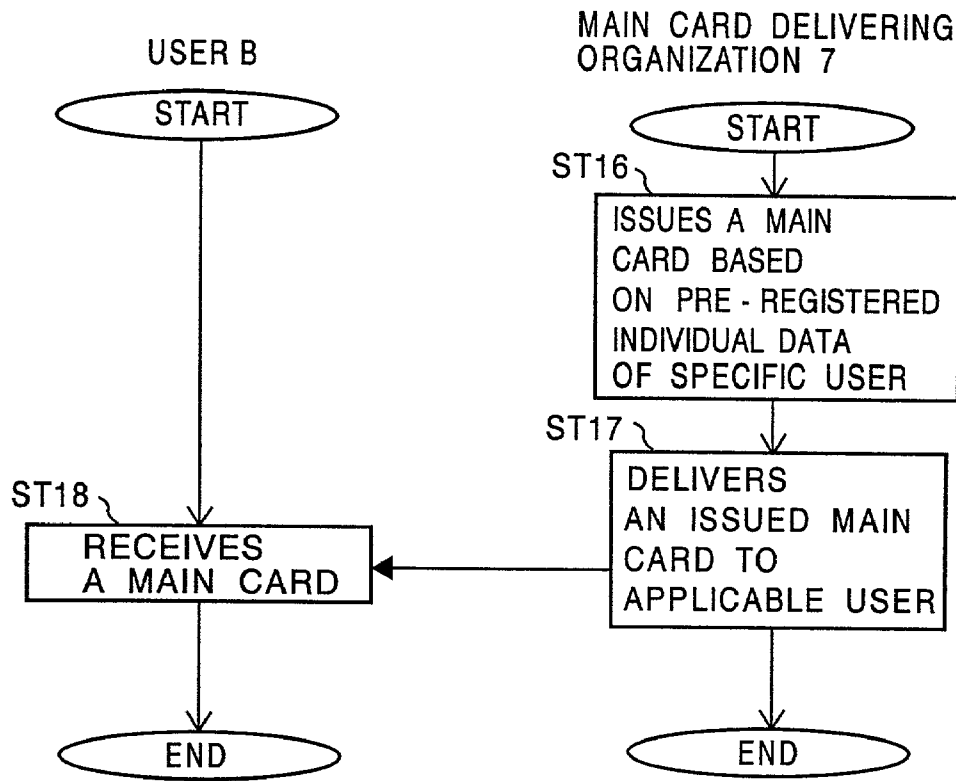 USER B
START
ST18
RECEIVES
A MAIN CARD
END
MAIN CARD DELIVERING
ORGANIZATION 7
START
ST16
ISSUES A MAIN
CARD BASED
ON PRE - REGISTERED
INDIVIDUAL DATA
OF SPECIFIC USER
ST17
DELIVERS
AN ISSUED MAIN
CARD TO
APPLICABLE USER
END